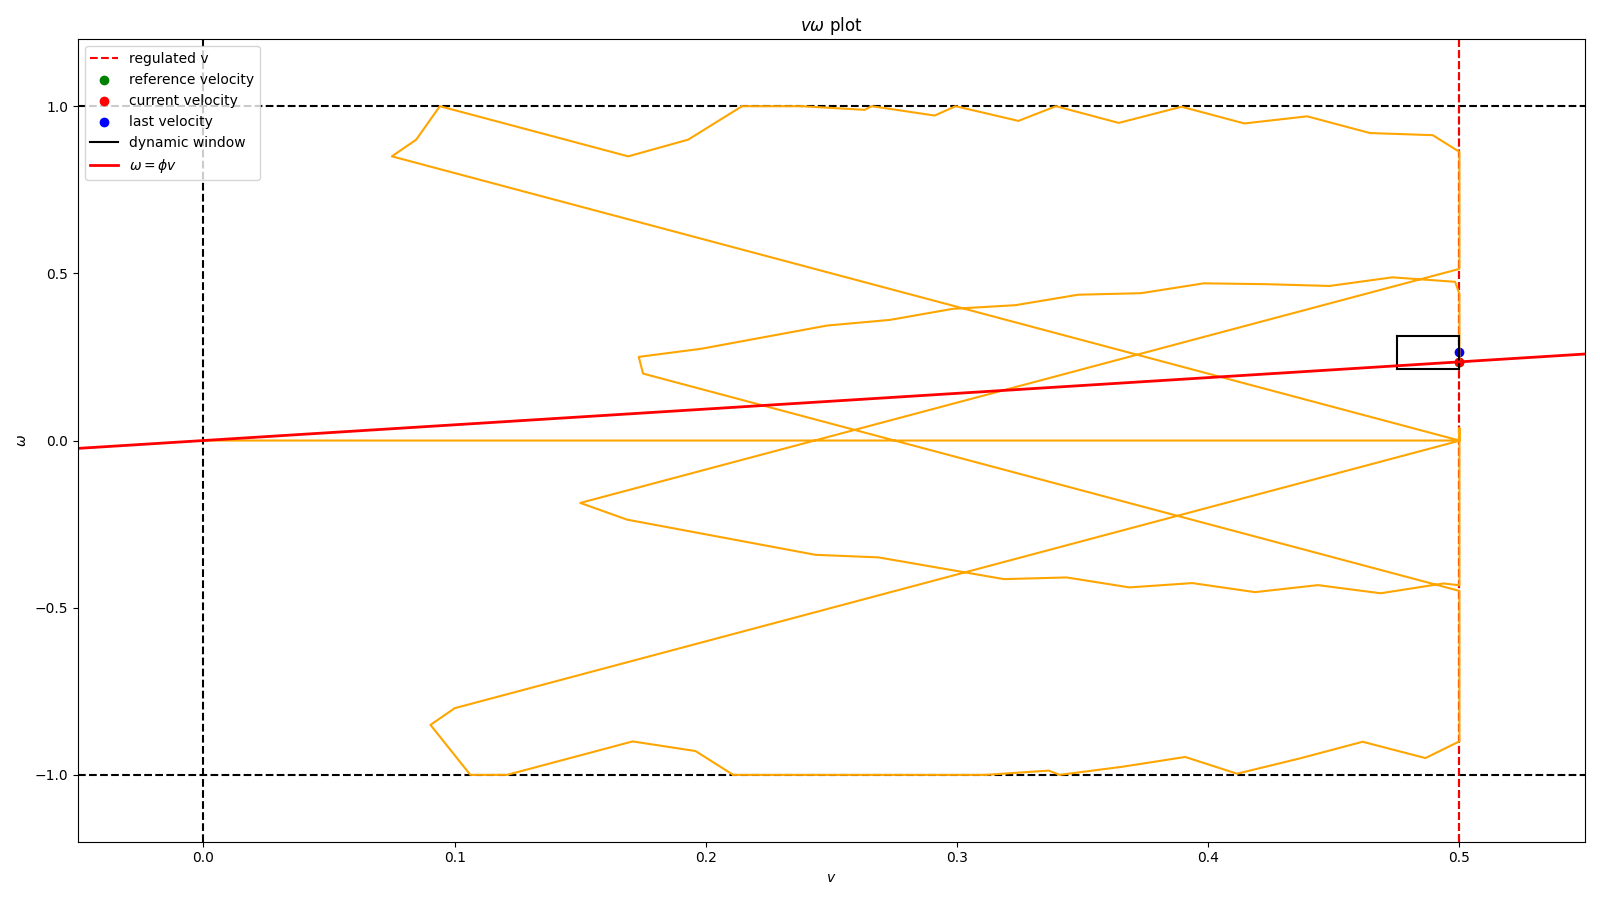 vω plot
regulated v
reference velocity
current velocity
last velocity
dynamic window
ω = ϕv
1.0
0.5
0.0
−0.5
−1.0
ω
0.0 0.1 0.2 0.3 0.4 0.5
v